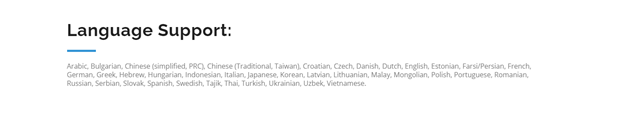 Language Support:
Arabic, Bulgarian, Chinese (simplified, PRC), Chinese (Traditional, Taiwan), Croatian, Czech, Danish, Dutch, English, Estonian, Farsi/Persian, French,
German, Greek, Hebrew, Hungarian, Indonesian, Italian, Japanese, Korean, Latvian, Lithuanian, Malay, Mongolian, Polish, Portuguese, Romanian,
Russian, Serbian, Slovak, Spanish, Swedish, Tajik, Thai, Turkish, Ukrainian, Uzbek, Vietnamese.